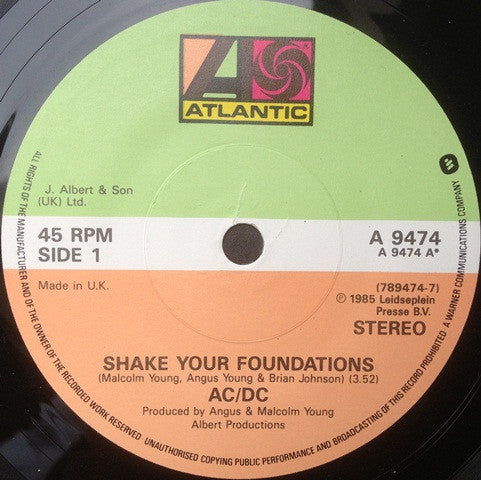 ATLANTIC
J. Albert & Son
(UK) Ltd.
45 RPM
SIDE 1
A 9474
A 9474 A*
Made in U.K.
(789474-7)
℗ 1985 Leidseplein
Presse B.V.
STEREO
SHAKE YOUR FOUNDATIONS
(Malcolm Young, Angus Young & Brian Johnson) (3.52)
AC/DC
Produced by Angus & Malcolm Young
Albert Productions
ALL RIGHTS OF THE MANUFACTURER AND OF THE OWNER OF THE RECORDED WORK RESERVED UNAUTHORISED COPYING PUBLIC PERFORMANCE AND BROADCASTING OF THIS RECORD PROHIBITED A WARNER COMMUNICATIONS COMPANY